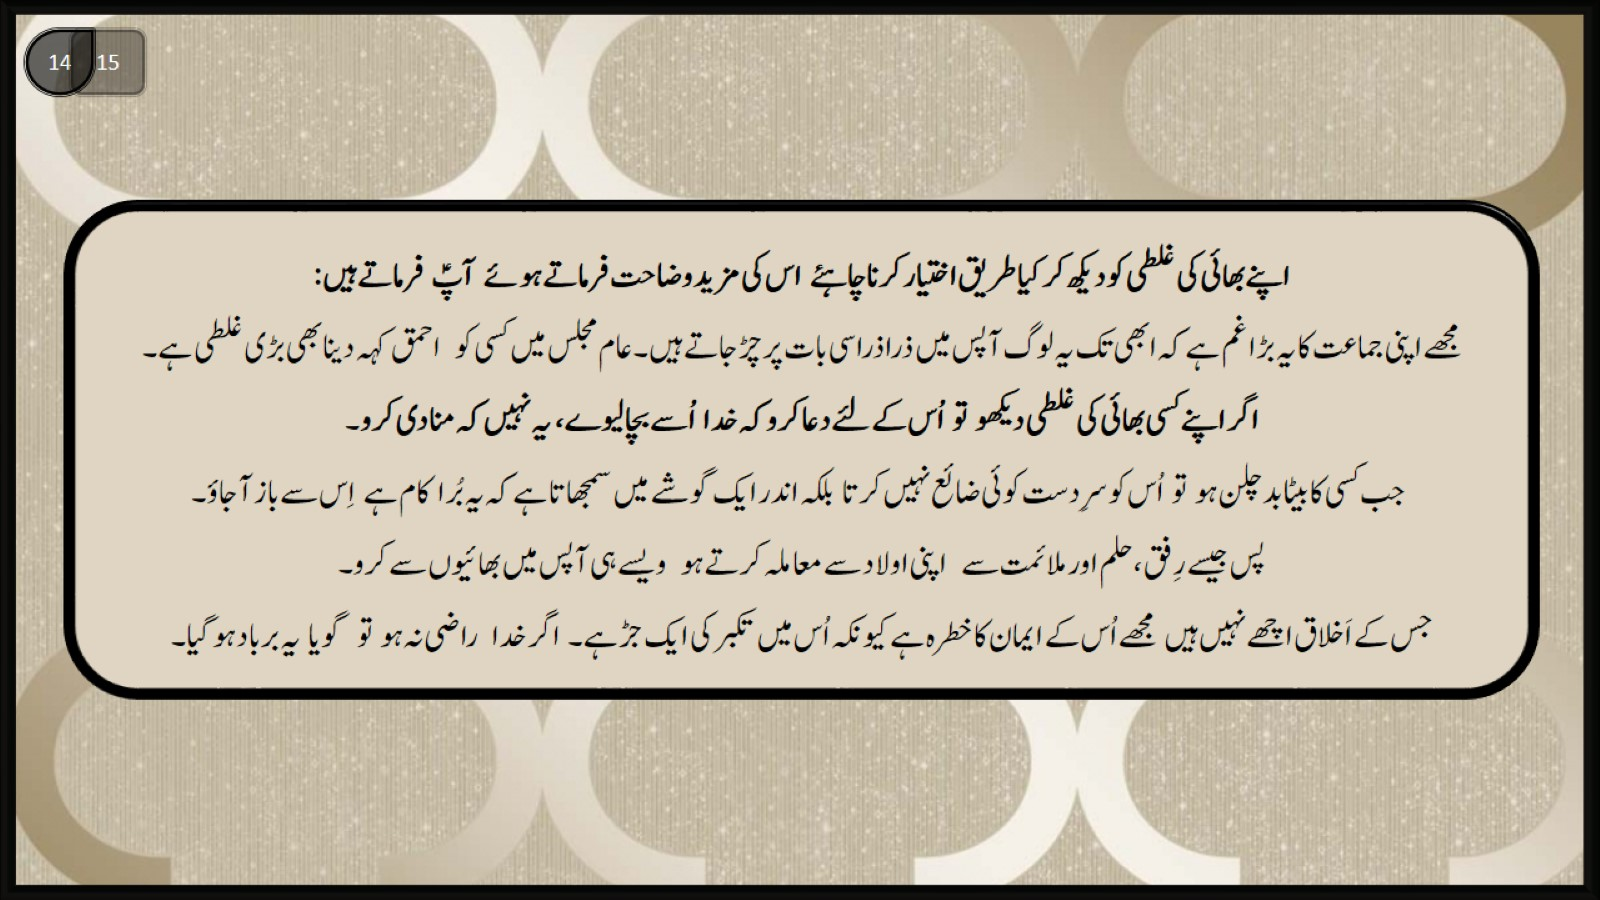 14 15
اپنے بھائی کی غلطی کو دیکھ کر کیا طریق اختیار کرنا چاہئے اس کی مزید وضاحت فرماتے ہوئے آپؑ فرماتے ہیں:
مجھے اپنی جماعت کا یہ بڑا غم ہے کہ ابھی تک یہ لوگ آپس میں ذرا ذرا سی بات پر چڑ جاتے ہیں۔ عام مجلس میں کسی کو احمق کہہ دینا بھی بڑی غلطی ہے۔
اگر اپنے کسی بھائی کی غلطی دیکھو تو اُس کے لئے دعا کرو کہ خدا اُسے بچا لیوے، یہ نہیں کہ منادی کرو۔
جب کسی کا بیٹا بد چلن ہو تو اُس کو سرِ دست کوئی ضائع نہیں کرتا بلکہ اندر ایک گوشے میں سمجھاتا ہے کہ یہ بُرا کام ہے اِس سے باز آجاؤ۔
پس جیسے رِفق، حلم اور ملائمت سے اپنی اولاد سے معاملہ کرتے ہو ویسے ہی آپس میں بھائیوں سے کرو۔
جس کے اَخلاق اچھے نہیں ہیں مجھے اُس کے ایمان کا خطرہ ہے کیونکہ اُس میں تکبر کی ایک جڑ ہے۔ اگر خدا راضی نہ ہو تو گویا یہ برباد ہو گیا۔